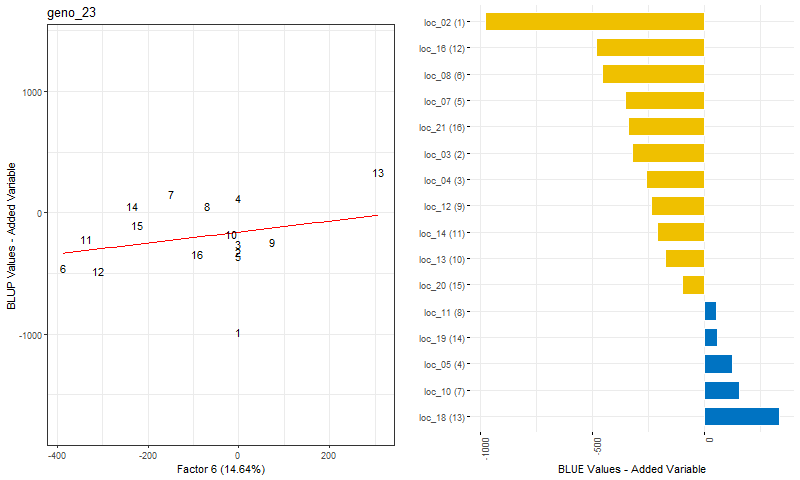 geno_23
BLUP Values - Added Variable
1000
0
-1000
13
7
4
14
8
15
10
11
3
9
16
5
6
12
1
-400
-200
0
200
Factor 6 (14.64%)
loc_02 (1)
loc_16 (12)
loc_08 (6)
loc_07 (5)
loc_21 (16)
loc_03 (2)
loc_04 (3)
loc_12 (9)
loc_14 (11)
loc_13 (10)
loc_20 (15)
loc_11 (8)
loc_19 (14)
loc_05 (4)
loc_10 (7)
loc_18 (13)
-1000
-500
0
BLUE Values - Added Variable